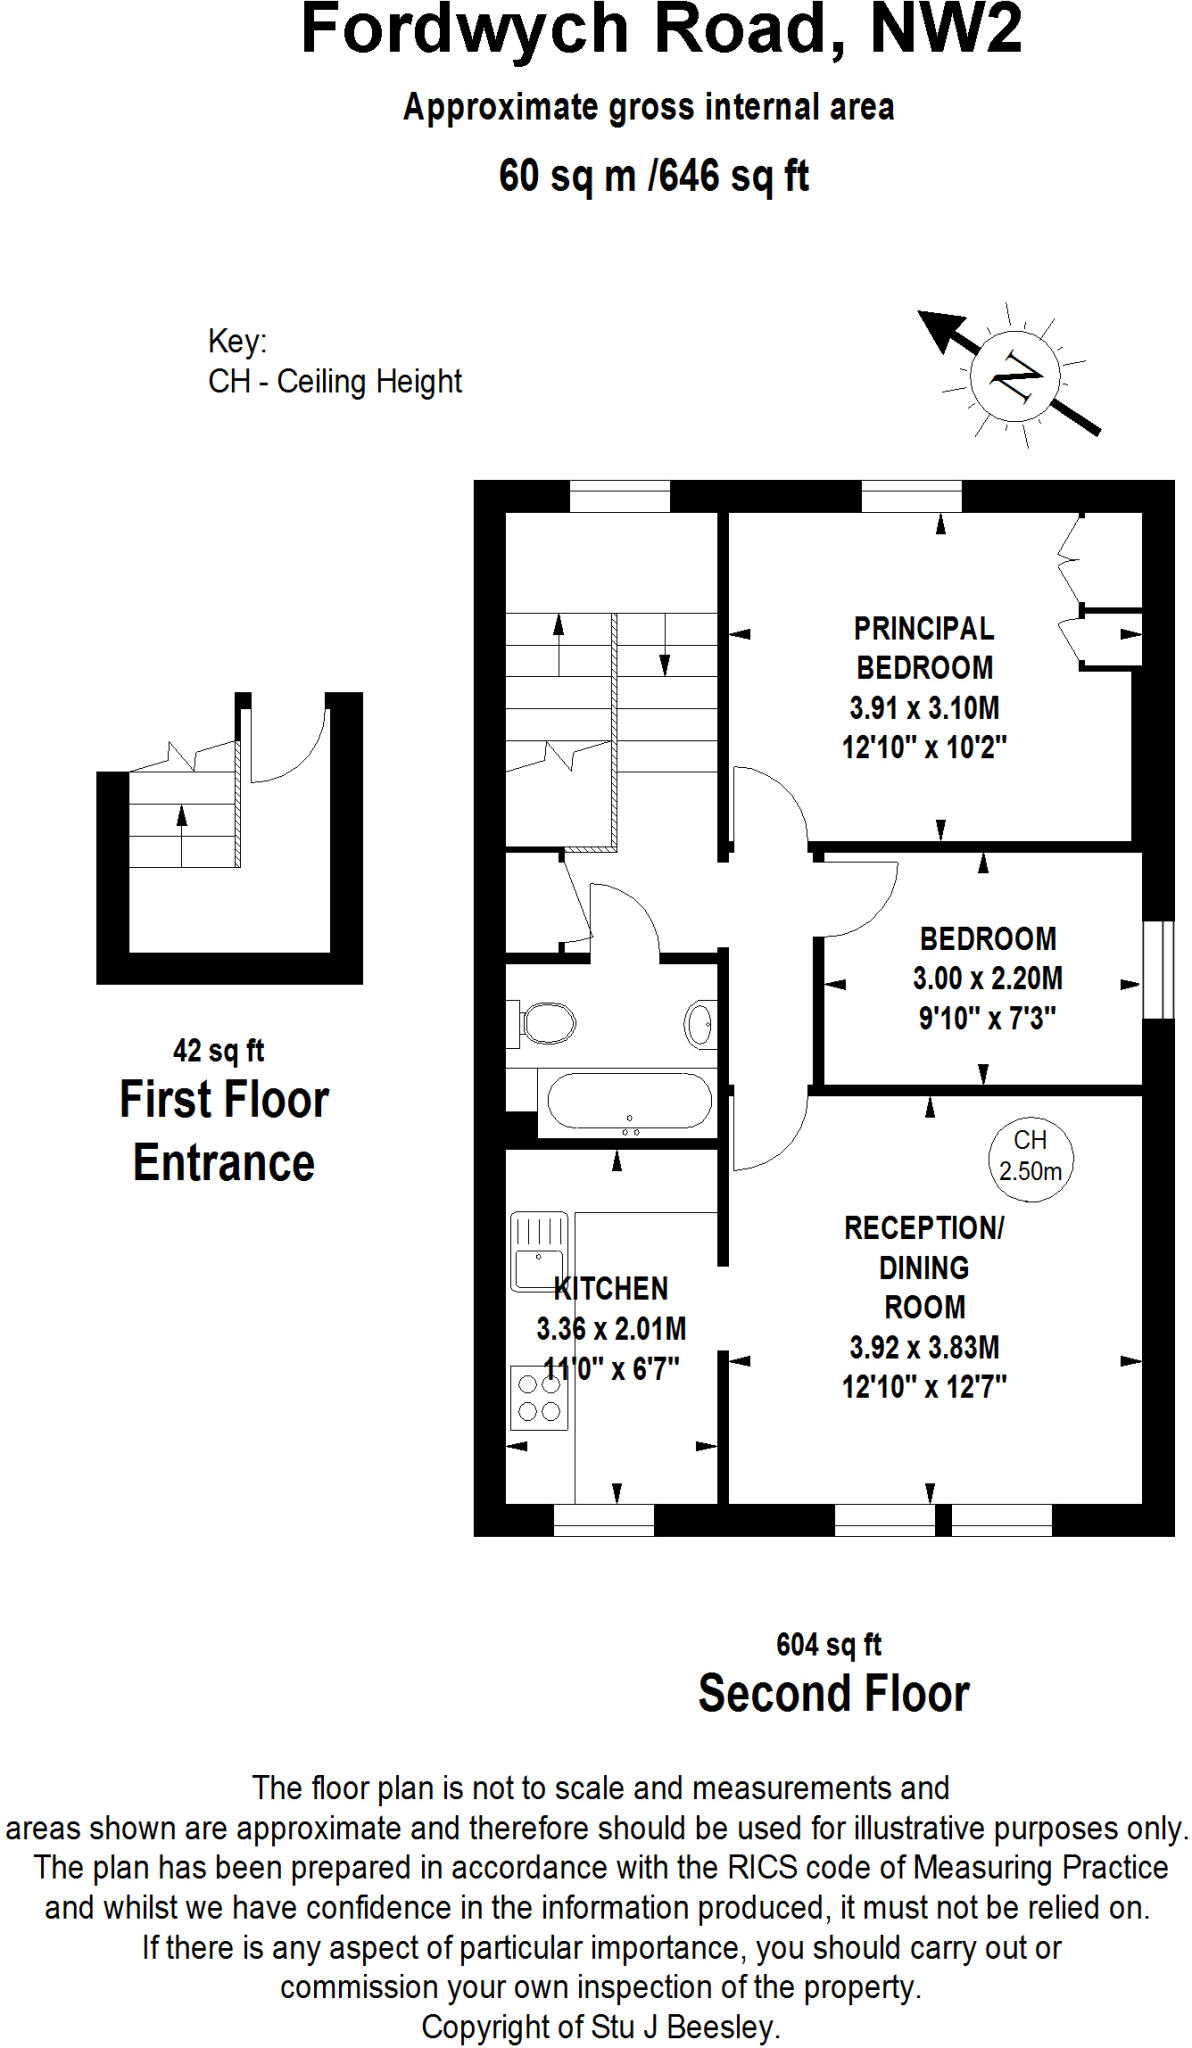 Fordwych Road, NW2
Approximate gross internal area
60 sq m /646 sq ft
Key:
CH - Ceiling Height
N
PRINCIPAL
BEDROOM
3.91 x 3.10M
12'10" x 10'2"
BEDROOM
3.00 x 2.20M
9'10" x 7'3"
42 sq ft
First Floor
Entrance
CH
2.50m
RECEPTION/
DINING
ROOM
3.92 x 3.83M
12'10" x 12'7"
KITCHEN
3.36 x 2.01M
11'0" x 6'7"
604 sq ft
Second Floor
The floor plan is not to scale and measurements and
areas shown are approximate and therefore should be used for illustrative purposes only.
The plan has been prepared in accordance with the RICS code of Measuring Practice
and whilst we have confidence in the information produced, it must not be relied on.
If there is any aspect of particular importance, you should carry out or
commission your own inspection of the property.
Copyright of Stu J Beesley.